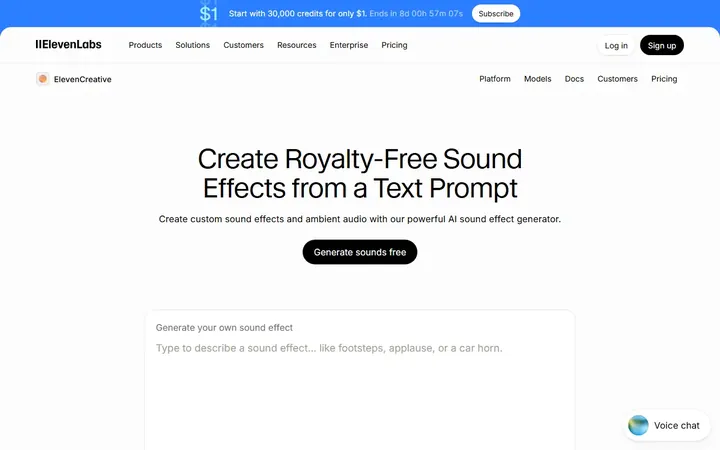 $1 Start with 30,000 credits for only $1. Ends in 8d 00h 57m 07s Subscribe
IIElevenLabs Products Solutions Customers Resources Enterprise Pricing Log in Sign up
ElevenCreative Platform Models Docs Customers Pricing
Create Royalty-Free Sound
Effects from a Text Prompt
Create custom sound effects and ambient audio with our powerful AI sound effect generator.
Generate sounds free
Generate your own sound effect
Type to describe a sound effect... like footsteps, applause, or a car horn.
Voice chat